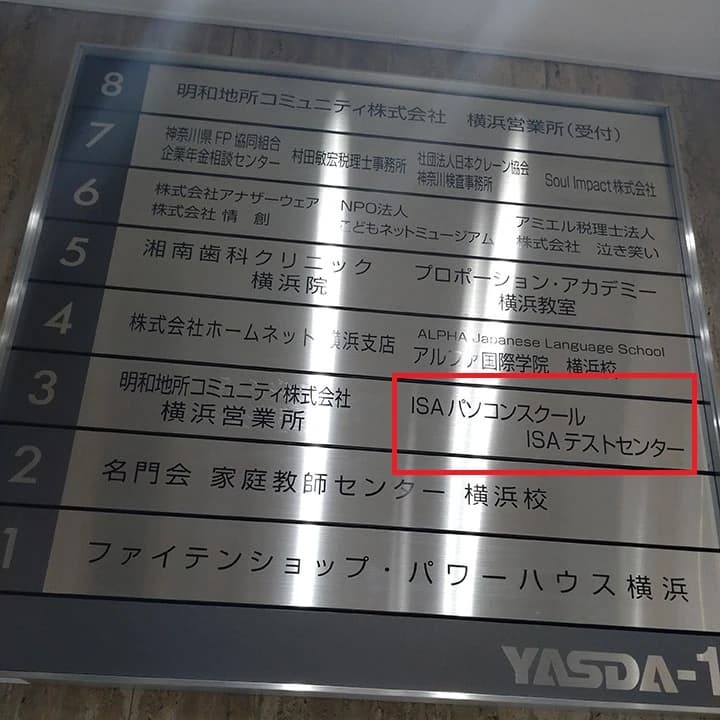 8
明和地所コミュニティ株式会社 横浜営業所(受付)
7
神奈川県FP協同組合
企業年金相談センター
村田敏宏税理士事務所
社団法人日本クレーン協会
神奈川検査事務所
Soul Impact株式会社
6
株式会社アナザーウェア
株式会社 情 創
NPO法人
こどもネットミュージアム
アミエル税理士法人
株式会社 泣き笑い
5
湘南歯科クリニック
横浜院
プロポーション・アカデミー
横浜教室
4
株式会社ホームネット 横浜支店
ALPHA Japanese Language School
アルファ国際学院 横浜校
3
明和地所コミュニティ株式会社
横浜営業所
ISAパソコンスクール
ISAテストセンター
2
名門会 家庭教師センター 横浜校
1
ファイテンショップ・パワーハウス横浜
YASDA-1